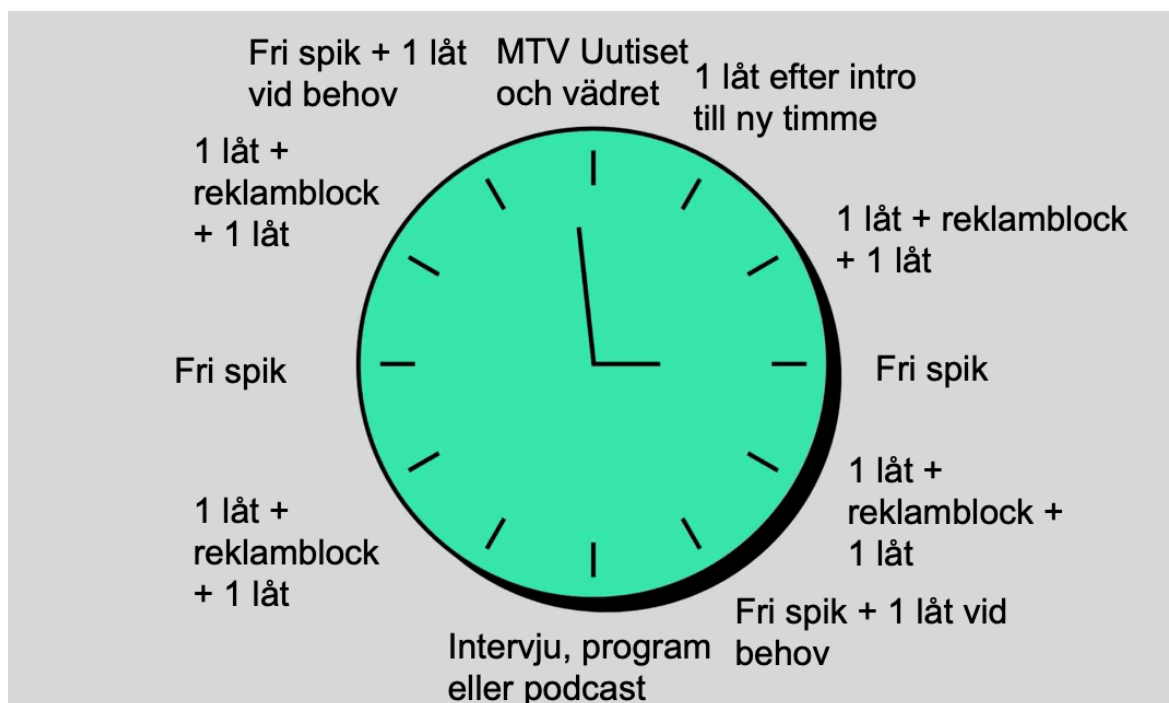 MTV Uutiset
och vädret
1 låt efter intro
till ny timme
1 låt + reklamblock
+ 1 låt
Fri spik
1 låt +
reklamblock +
1 låt
Fri spik + 1 låt vid
behov
Intervju, program
eller podcast
1 låt +
reklamblock
+ 1 låt
Fri spik
1 låt +
reklamblock
+ 1 låt
Fri spik + 1 låt
vid behov